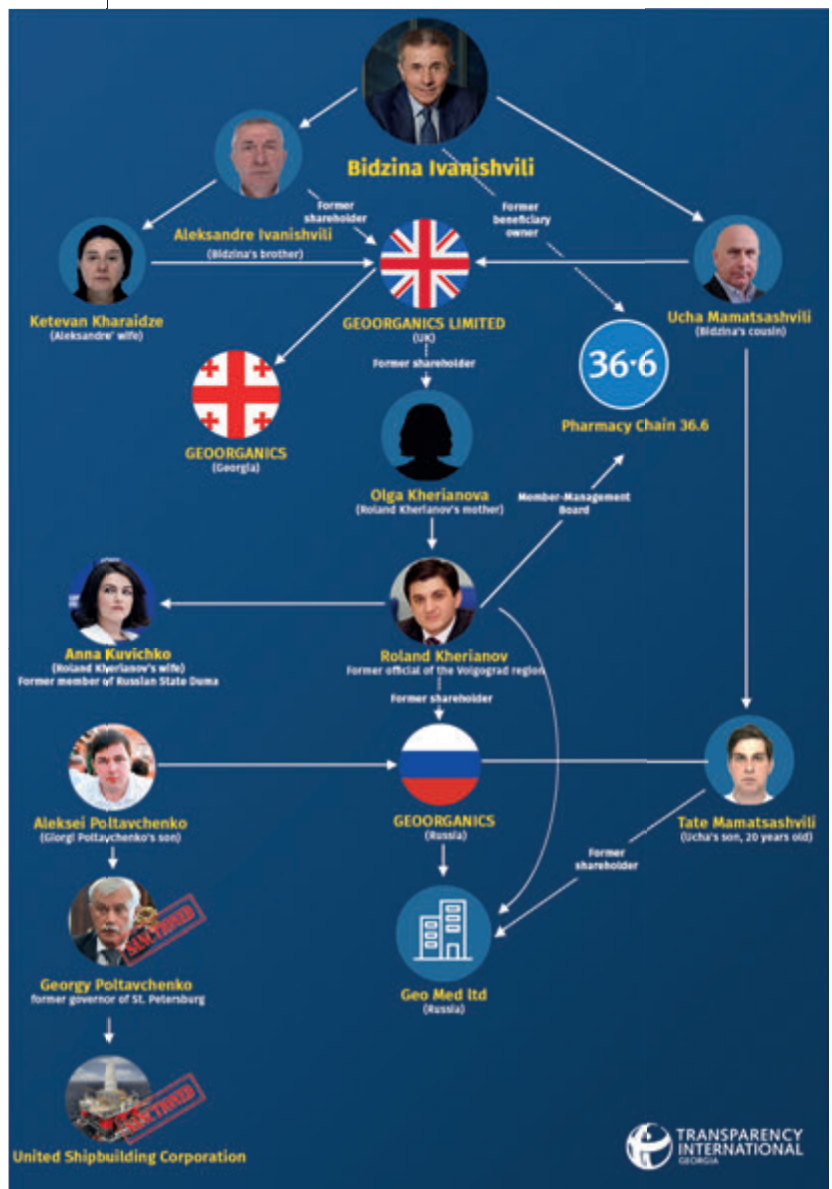 Bidzina Ivanishvili
Former
shareholder
Former
beneficiary
owner
Aleksandre Ivanishvili
(Bidzina's brother)
Ketevan Kharaidze
(Aleksandre' wife)
GEOORGANICS LIMITED
(UK)
Ucha Mamatsashvili
(Bidzina's cousin)
Former shareholder
36·6
Pharmacy Chain 36.6
GEOORGANICS
(Georgia)
Olga Kherianova
(Roland Kherianov's mother)
Member-Management
Board
Anna Kuvichko
(Roland Kherianov's wife)
Former member of Russian State Duma
Roland Kherianov
Former official of the Volgograd region
Former shareholder
Aleksei Poltavchenko
(Giorgi Poltavchenko's son)
GEOORGANICS
(Russia)
Tate Mamatsashvili
(Ucha's son, 20 years old)
Former
shareholder
SANCTIONED
Georgy Poltavchenko
former governor of St. Petersburg
Geo Med ltd
(Russia)
SANCTIONED
United Shipbuilding Corporation
TRANSPARENCY
INTERNATIONAL
GEORGIA